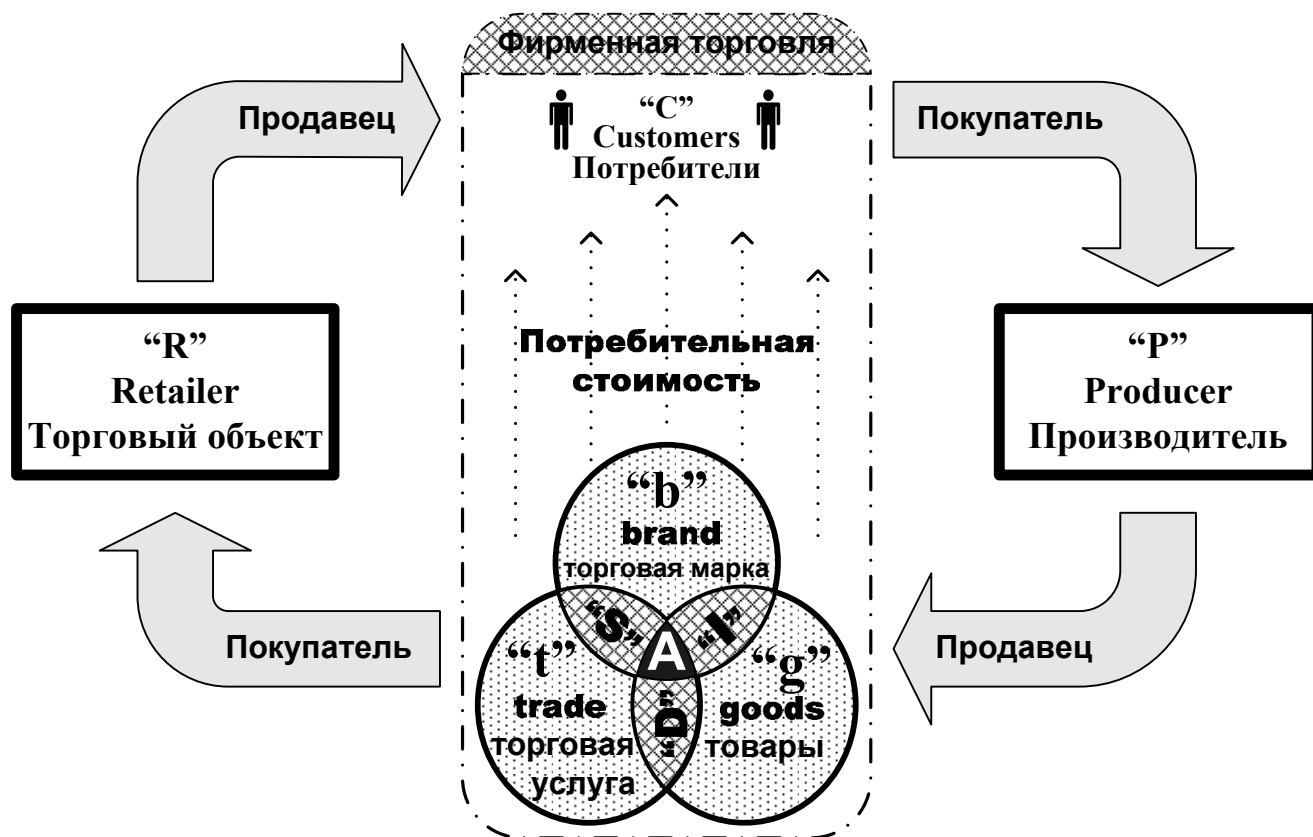 Фирменная торговля
Продавец
“C”
Customers
Потребители
Покупатель
“R”
Retailer
Торговый объект
Потребительная
стоимость
“P”
Producer
Производитель
“b”
brand
торговая марка
“S”
“I”
A
“t”
trade
торговая
услуга
“D”
“g”
goods
товары
Покупатель
Продавец